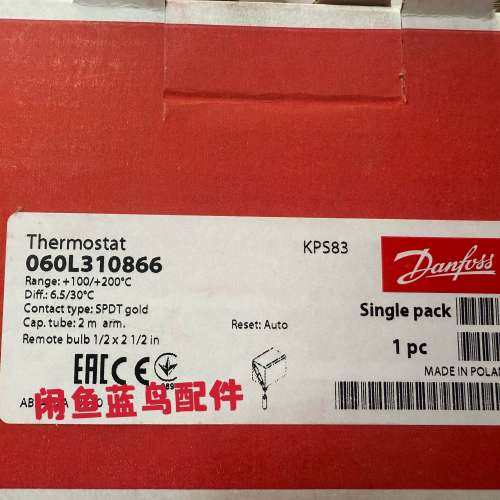 Thermostat
060L310866
Range: +100/+200°C
Diff.: 6.5/30°C
Contact type: SPDT gold
Cap. tube: 2 m arm.
Remote bulb 1/2 x 2 1/2 in
Reset: Auto
KPS83
Danfoss
Single pack
1 pc
MADE IN POLAN
EAC CE
闲鱼蓝鸟配件